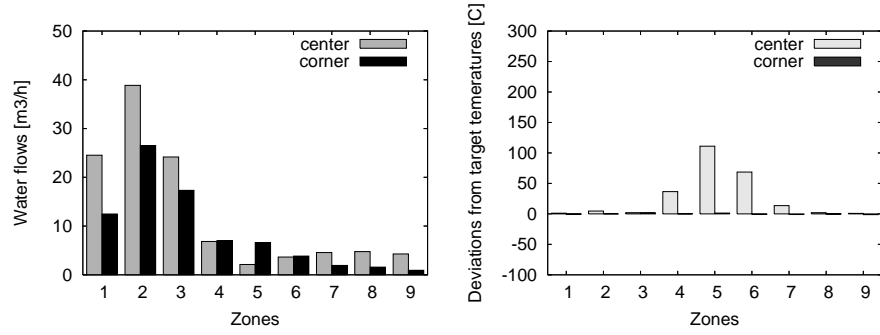 Water flows [m3/h]
50
40
30
20
10
0
center
corner
1 2 3 4 5 6 7 8 9
Zones
Deviations from target temeratures [C]
300
250
200
150
100
50
0
-50
-100
center
corner
1 2 3 4 5 6 7 8 9
Zones